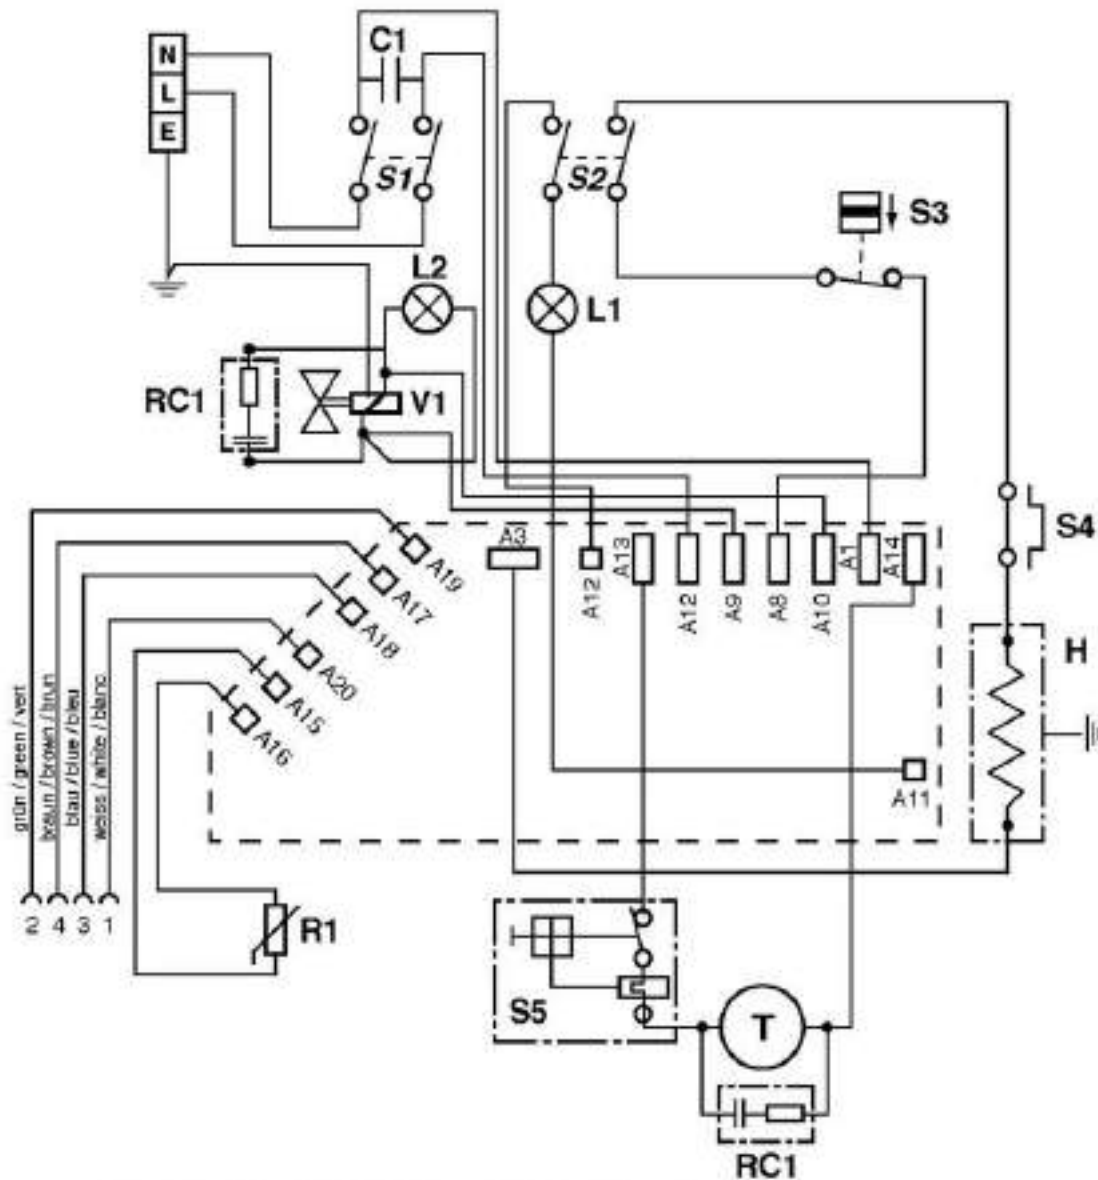 C1
N
L
E
S1
S2
S3
L2
L1
RC1
V1
S4
A3
A13
A1
A14
A19
A17
A18
A20
A15
A16
A12
A12
A9
A8
A10
H
grün / green / vert
braun / brown / brun
blau / blue / bleu
weiss / white / blanc
A11
2 4 3 1
R1
S5
T
RC1